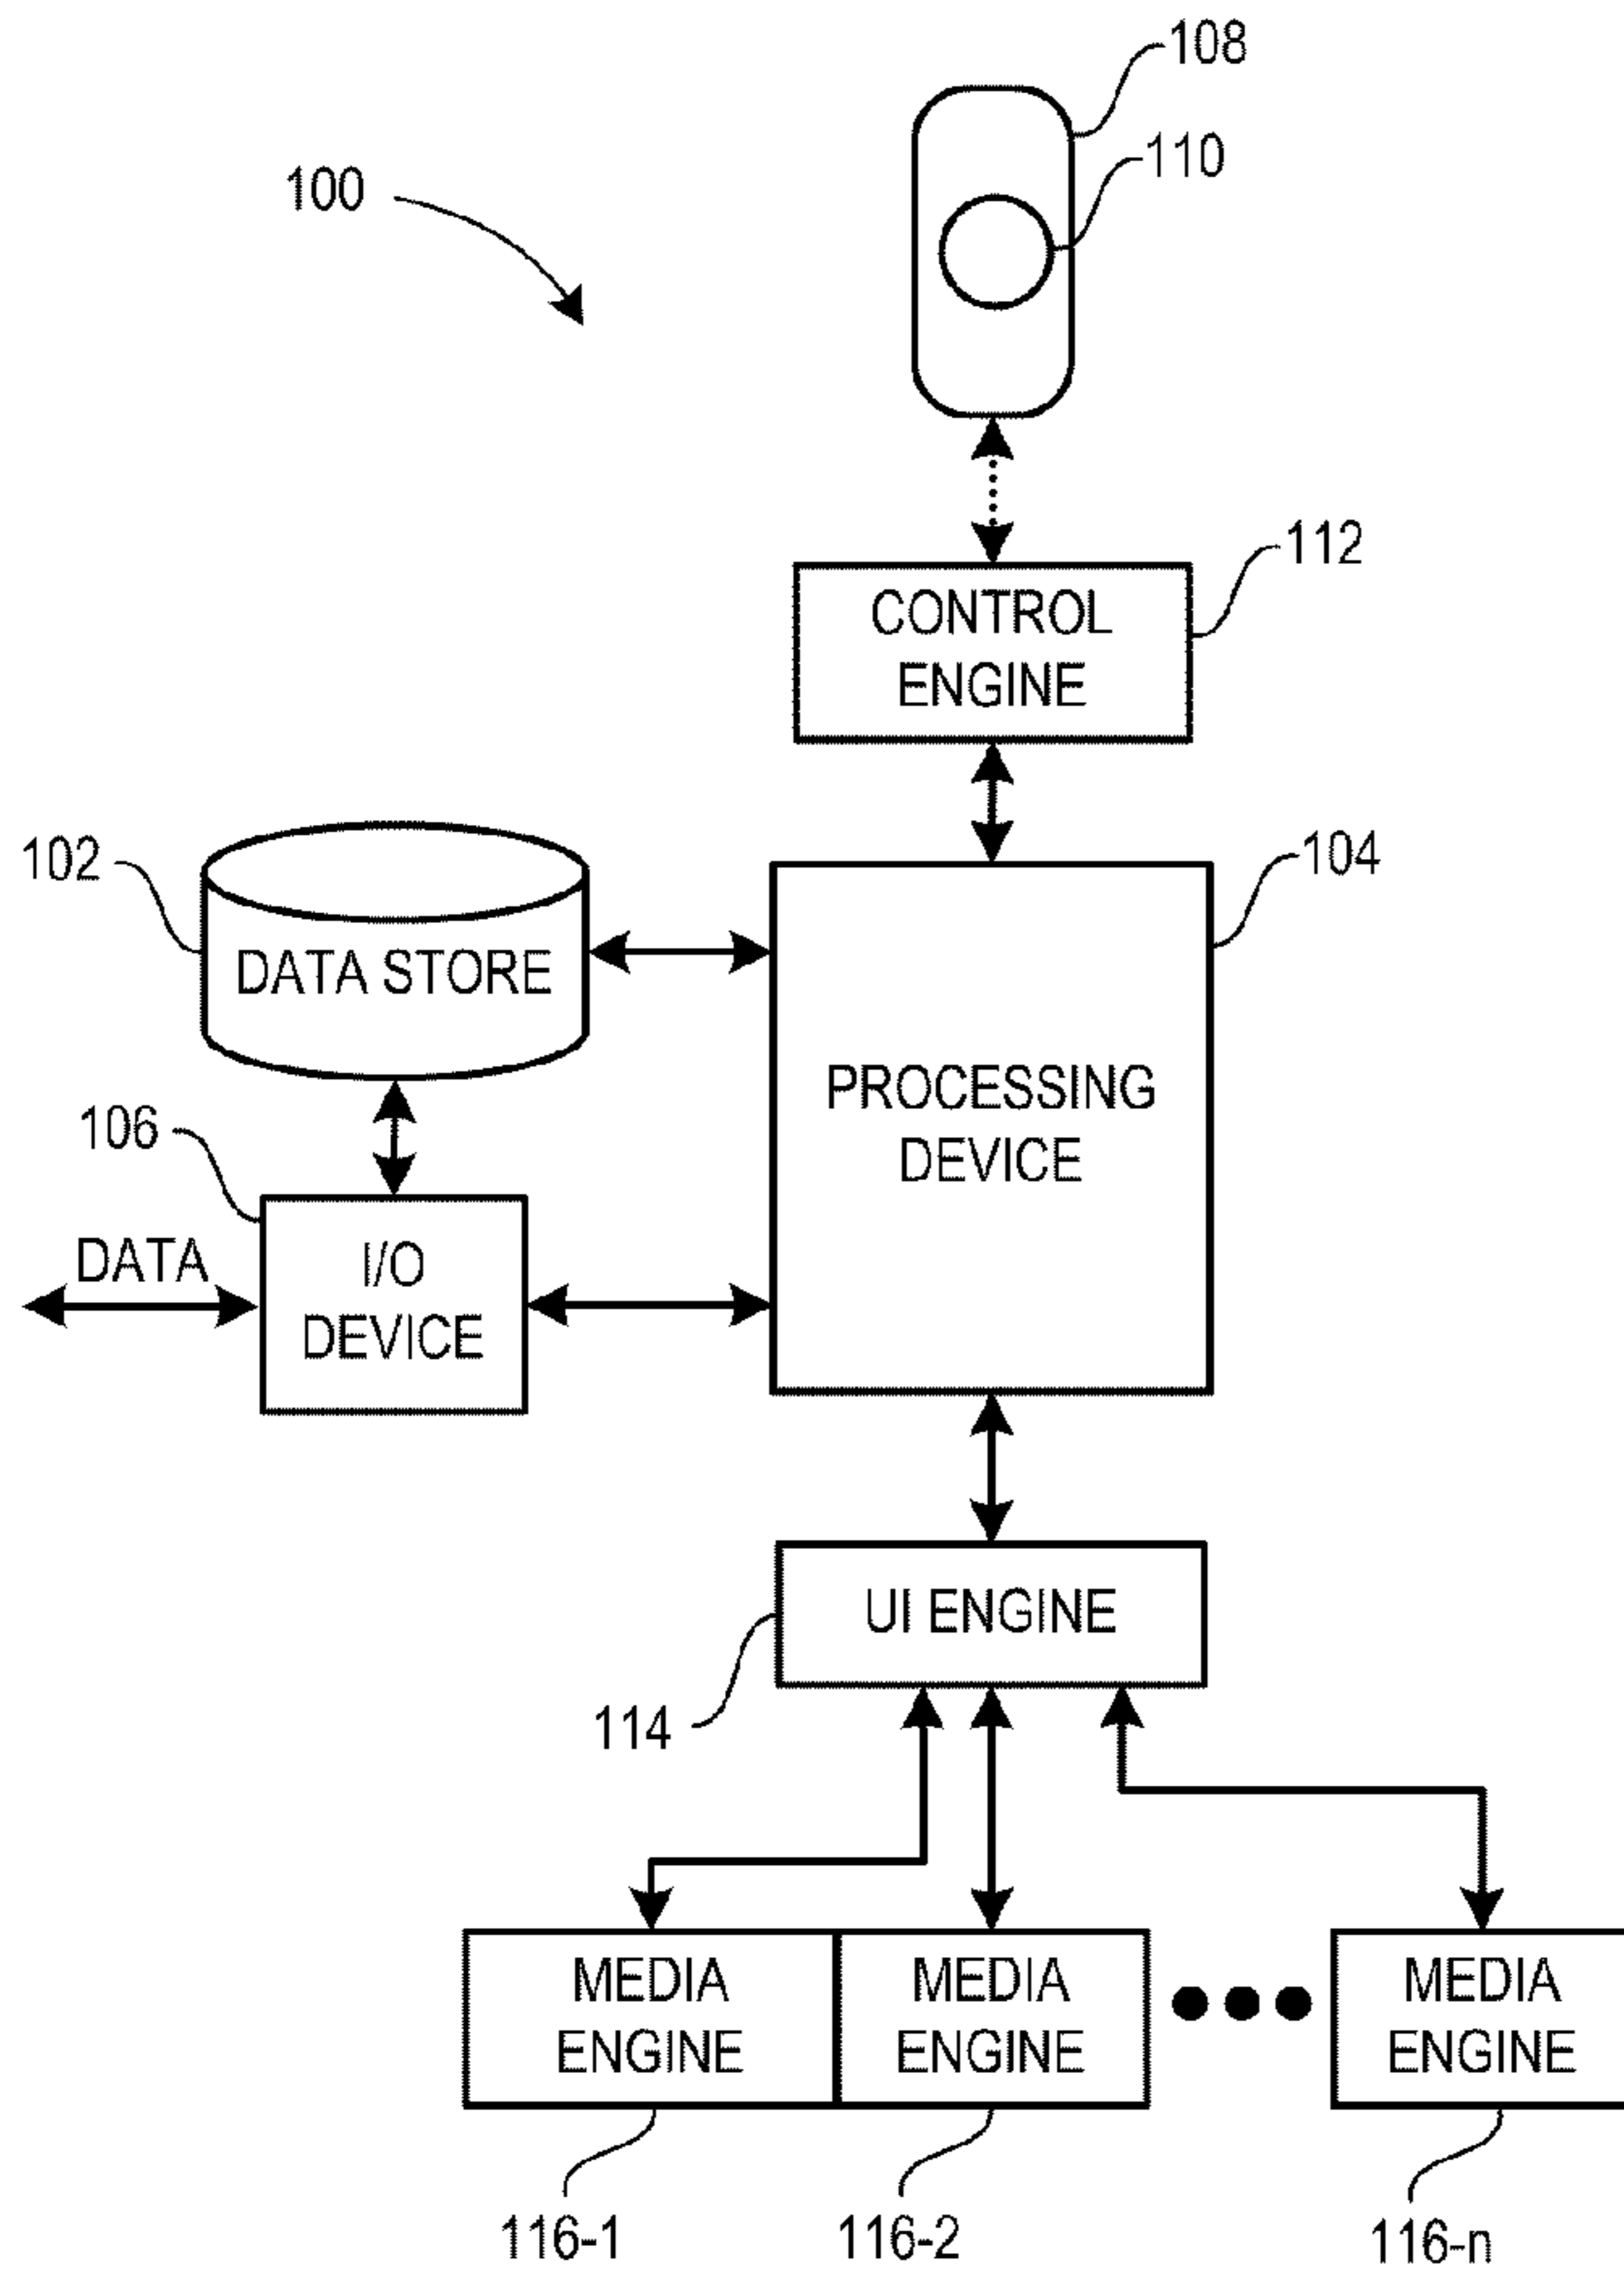 108
110
100
112
CONTROL
ENGINE
102
104
DATA STORE
PROCESSING
DEVICE
106
DATA
I/O
DEVICE
UI ENGINE
114
MEDIA
ENGINE
MEDIA
ENGINE
MEDIA
ENGINE
116-1
116-2
116-n